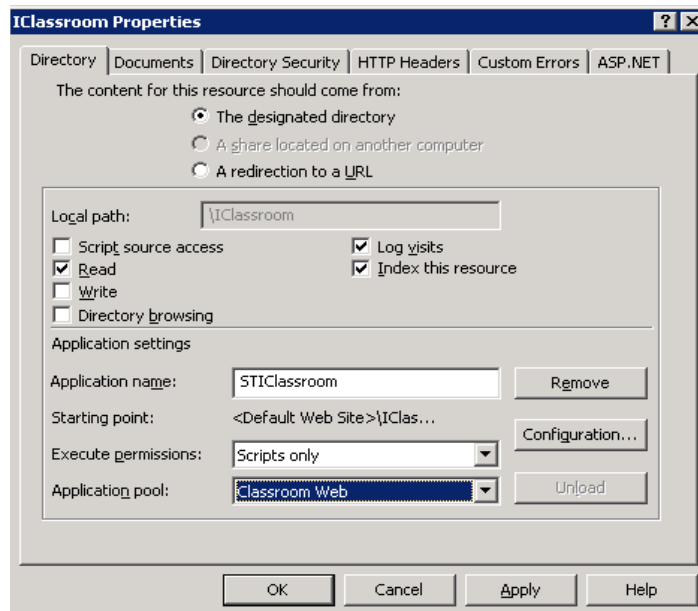 IClassroom Properties
Directory Documents Directory Security HTTP Headers Custom Errors ASP.NET
The content for this resource should come from:
The designated directory
A share located on another computer
A redirection to a URL
Local path: \IClassroom
Script source access Log visits
Read Index this resource
Write
Directory browsing
Application settings
Application name: STIClassroom Remove
Starting point: <Default Web Site>\IClas...
Configuration...
Execute permissions: Scripts only
Application pool: Classroom Web Unload
OK Cancel Apply Help